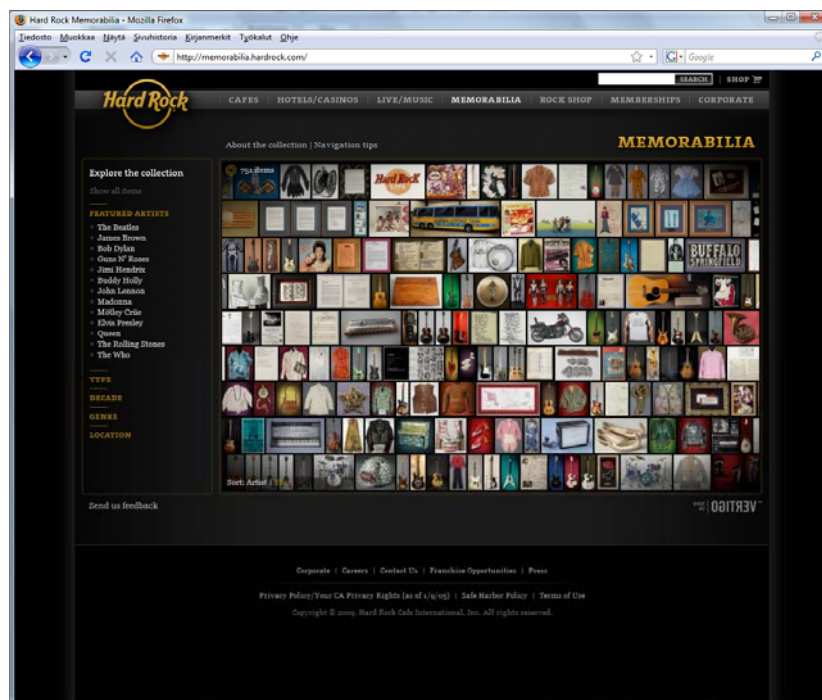 Hard Rock Memorabilia - Mozilla Firefox
Tiedosto Muokkaa Näytä Sivuhistoria Kirjanmerkit Työkalut Ohje
http://memorabilia.hardrock.com/
Google
SEARCH | SHOP
Hard Rock
CAFES | HOTELS/CASINOS | LIVE/MUSIC | MEMORABILIA | ROCK SHOP | MEMBERSHIPS | CORPORATE
About the collection | Navigation tips
MEMORABILIA
Explore the collection
Show all items
FEATURED ARTISTS
The Beatles
James Brown
Bob Dylan
Guns N' Roses
Jimi Hendrix
Buddy Holly
John Lennon
Madonna
Mötley Crüe
Elvis Presley
Queen
The Rolling Stones
The Who
TYPE
DECADE
GENRE
LOCATION
751 items
Hard Rock
CAFE
BUFFALO
SPRINGFIELD
Sort: Artist /
Send us feedback
VERTIGO
Corporate | Careers | Contact Us | Franchise Opportunities | Press
Privacy Policy/Your CA Privacy Rights (as of 1/9/05) | Safe Harbor Policy | Terms of Use
Copyright © 2009, Hard Rock Cafe International, Inc. All rights reserved.